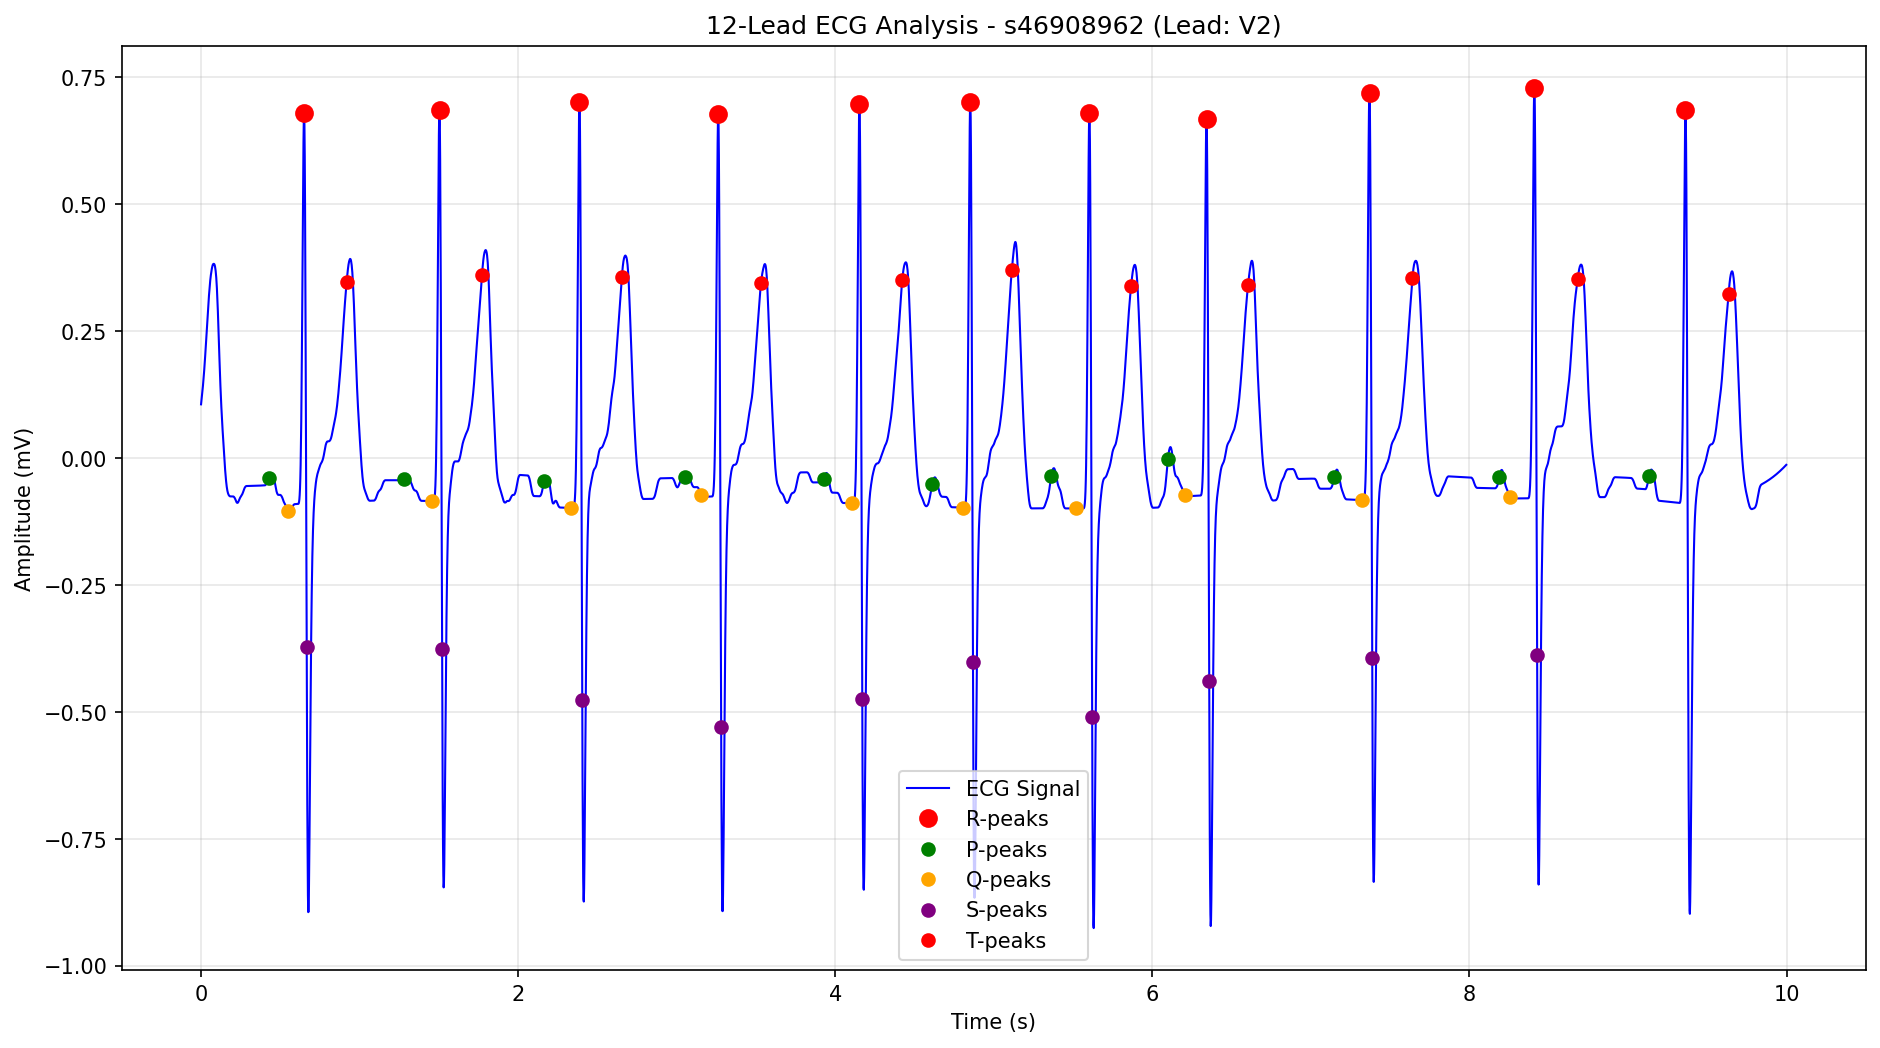 12-Lead ECG Analysis - s46908962 (Lead: V2)
Amplitude (mV)
0.75
0.50
0.25
0.00
−0.25
−0.50
−0.75
−1.00
ECG Signal
R-peaks
P-peaks
Q-peaks
S-peaks
T-peaks
0
2
4
6
8
10
Time (s)